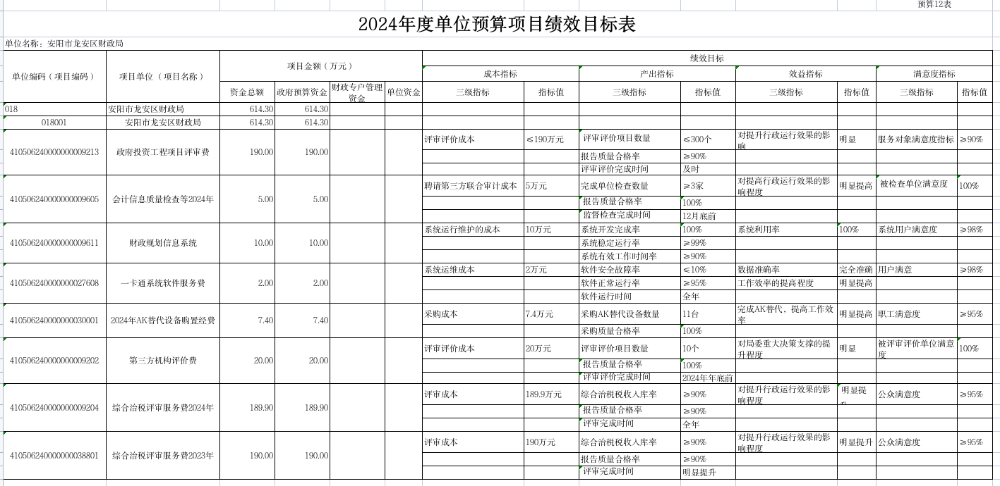 预算12表
2024年度单位预算项目绩效目标表
单位名称：安阳市龙安区财政局
单位编码（项目编码） 项目单位（项目名称） 项目金额（万元） 绩效目标
成本指标 产出指标 效益指标 满意度指标
资金总额 政府预算资金 财政专户管理资金 单位资金 三级指标 指标值 三级指标 指标值 三级指标 指标值 三级指标 指标值
018 安阳市龙安区财政局 614.30 614.30
018001 安阳市龙安区财政局 614.30 614.30
410506240000000009213 政府投资工程项目评审费 190.00 190.00 评审评价成本 ≤190万元 评审评价项目数量 ≤300个 对提升行政运行效果的影响 明显 服务对象满意度指标 ≥90%
报告质量合格率 ≥90%
评审评价完成时间 及时
410506240000000009605 会计信息质量检查等2024年 5.00 5.00 聘请第三方联合审计成本 5万元 完成单位检查数量 ≥3家 对提高行政运行效果的影响程度 明显提高 被检查单位满意度 100%
报告质量合格率 100%
监督检查完成时间 12月底前
410506240000000009611 财政规划信息系统 10.00 10.00 系统运行维护的成本 10万元 系统开发完成率 100% 系统利用率 100% 系统用户满意度 ≥98%
系统稳定运行率 ≥99%
系统有效工作时间率 ≥90%
410506240000000027608 一卡通系统软件服务费 2.00 2.00 系统运维成本 2万元 软件安全故障率 ≤10% 数据准确率 完全准确 用户满意 ≥98%
软件正常运行率 ≥95% 工作效率的提高程度 明显提高
软件运行时间 全年
410506240000000030001 2024年AK替代设备购置经费 7.40 7.40 采购成本 7.4万元 采购AK替代设备数量 11台 完成AK替代，提高工作效率 明显提高 职工满意度 ≥95%
采购质量合格率 100%
410506240000000009202 第三方机构评价费 20.00 20.00 评审评价成本 20万元 评审评价项目数量 10个 对局委重大决策支撑的提升程度 明显 被评审评价单位满意度 100%
报告质量合格率 100%
评审评价完成时间 2024年年底前
410506240000000009204 综合治税评审服务费2024年 189.90 189.90 评审成本 189.9万元 综合治税税收入库率 ≥90% 对提升行政运行效果的影响程度 明显提升 公众满意度 ≥95%
报告质量合格率 ≥90%
评审完成时间 全年
410506240000000038801 综合治税评审服务费2023年 190.00 190.00 评审成本 190万元 综合治税税收入库率 ≥90% 对提升行政运行效果的影响程度 明显提升 公众满意度 ≥95%
报告质量合格率 ≥90%
评审完成时间 明显提升